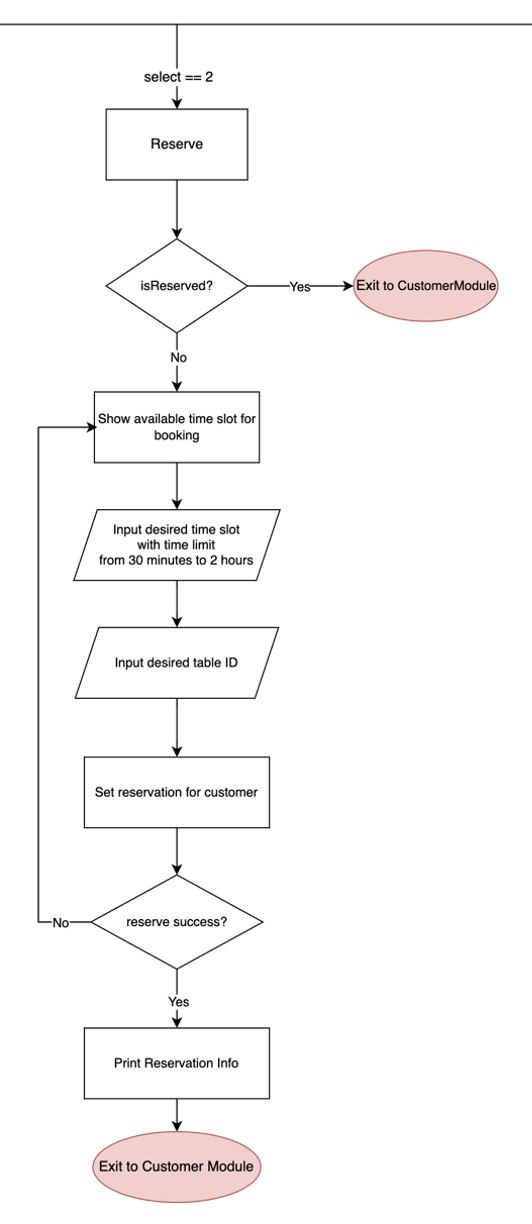 select == 2
Reserve
isReserved?
Yes
Exit to CustomerModule
No
Show available time slot for
booking
Input desired time slot
with time limit
from 30 minutes to 2 hours
Input desired table ID
Set reservation for customer
reserve success?
No
Yes
Print Reservation Info
Exit to Customer Module